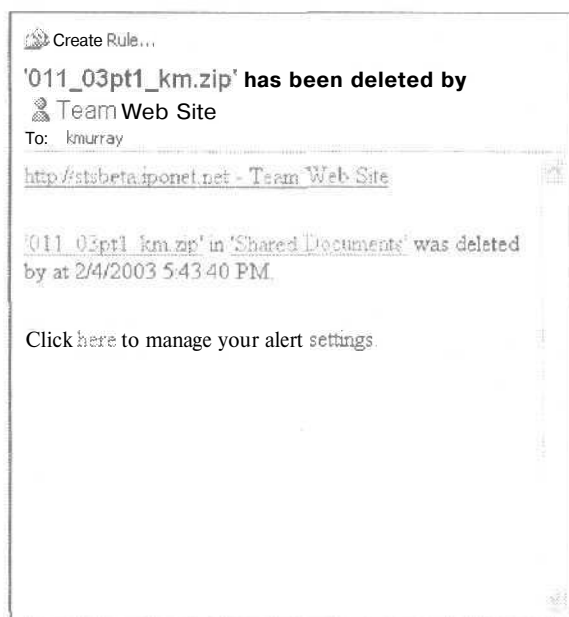 Create Rule...
'011_03pt1_km.zip' has been deleted by
Team Web Site
To: kmurray
http://stsbeta.iponet.net - Team Web Site
'011_03pt1_km.zip' in 'Shared Documents' was deleted
by at 2/4/2003 5:43:40 PM.
Click here to manage your alert settings.